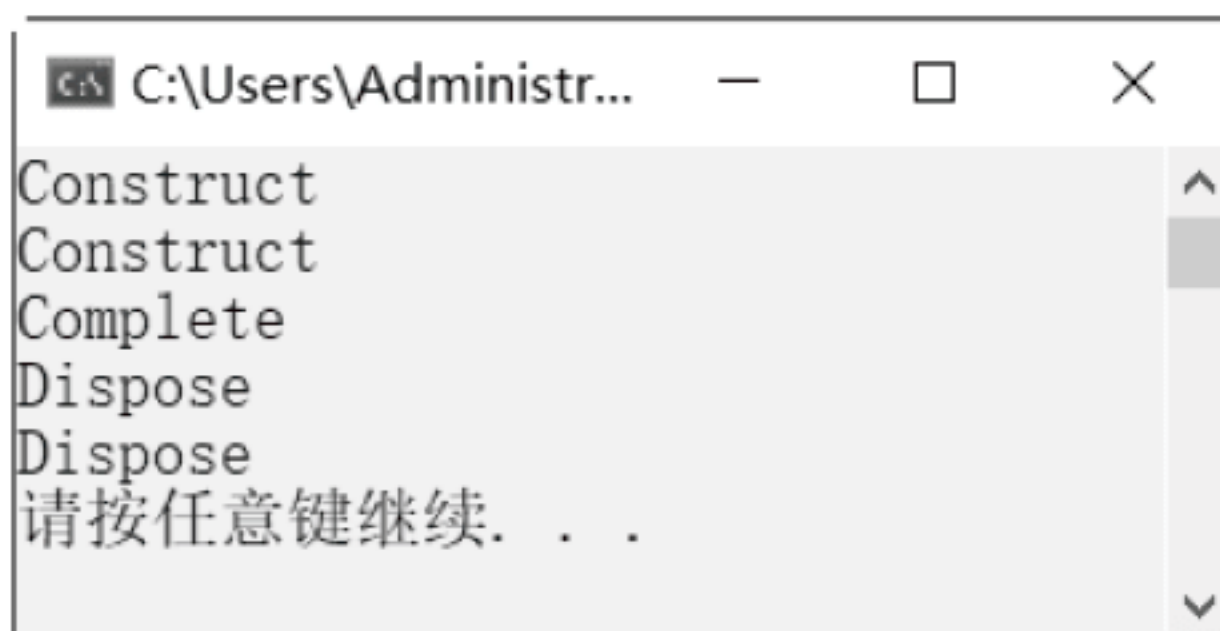 C:\Users\Administr...
Construct
Construct
Complete
Dispose
Dispose
请按任意键继续. . .